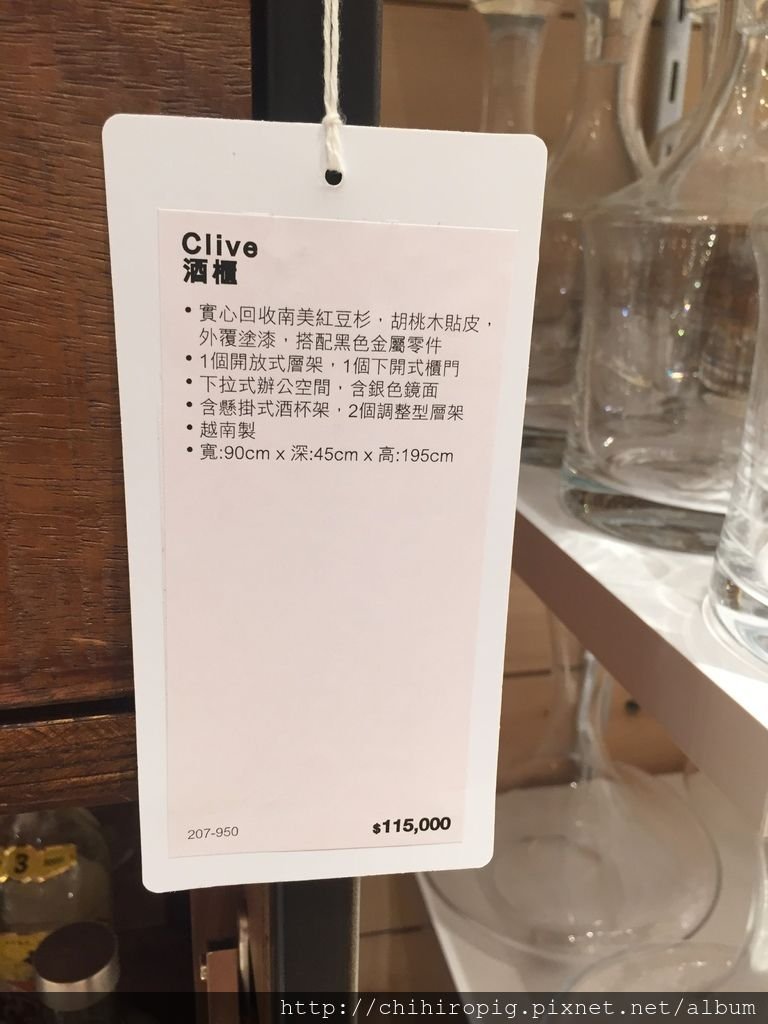 Clive
酒櫃
• 實心回收南美紅豆杉，胡桃木貼皮，
外覆塗漆，搭配黑色金屬零件
• 1個開放式層架，1個下開式櫃門
• 下拉式辦公空間，含銀色鏡面
• 含懸掛式酒杯架，2個調整型層架
• 越南製
• 寬:90cm x 深:45cm x 高:195cm
207-950
$115,000
3
http://chihiropig.pixnet.net/album